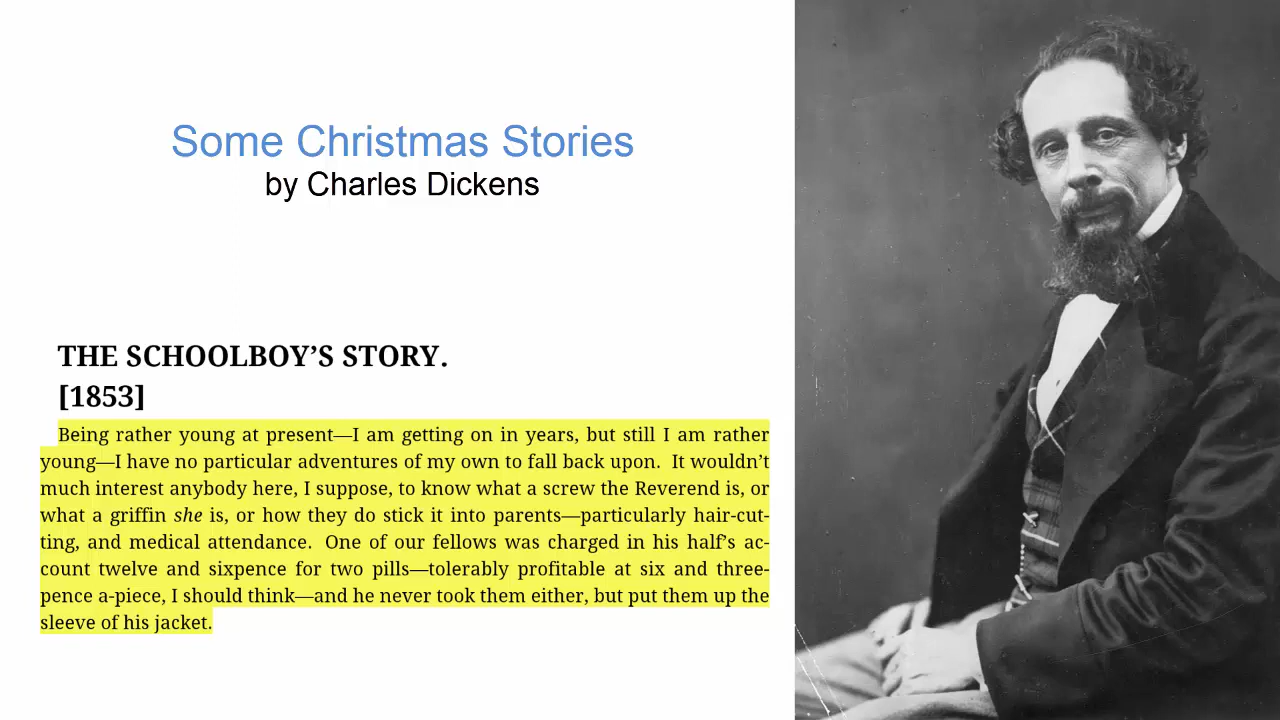 Some Christmas Stories
by Charles Dickens
THE SCHOOLBOY’S STORY.
[1853]
Being rather young at present—I am getting on in years, but still I am rather
young—I have no particular adventures of my own to fall back upon.  It wouldn’t
much interest anybody here, I suppose, to know what a screw the Reverend is, or
what a griffin she is, or how they do stick it into parents—particularly hair-cut-
ting, and medical attendance.  One of our fellows was charged in his half’s ac-
count twelve and sixpence for two pills—tolerably profitable at six and three-
pence a-piece, I should think—and he never took them either, but put them up the
sleeve of his jacket.